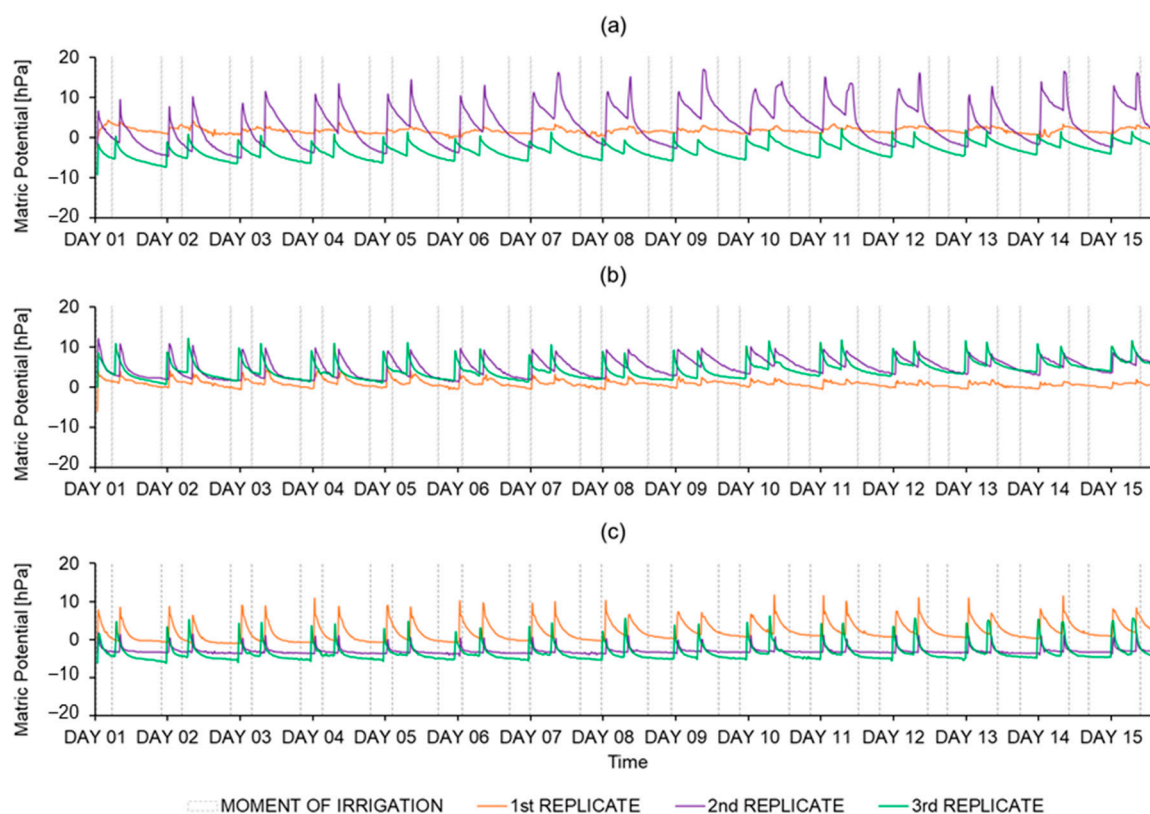 (a)
Matric Potential [hPa]
20
10
0
−10
−20
DAY 01 DAY 02 DAY 03 DAY 04 DAY 05 DAY 06 DAY 07 DAY 08 DAY 09 DAY 10 DAY 11 DAY 12 DAY 13 DAY 14 DAY 15
(b)
Matric Potential [hPa]
20
10
0
−10
−20
DAY 01 DAY 02 DAY 03 DAY 04 DAY 05 DAY 06 DAY 07 DAY 08 DAY 09 DAY 10 DAY 11 DAY 12 DAY 13 DAY 14 DAY 15
(c)
Matric Potential [hPa]
20
10
0
−10
−20
DAY 01 DAY 02 DAY 03 DAY 04 DAY 05 DAY 06 DAY 07 DAY 08 DAY 09 DAY 10 DAY 11 DAY 12 DAY 13 DAY 14 DAY 15
Time
MOMENT OF IRRIGATION 1st REPLICATE 2nd REPLICATE 3rd REPLICATE